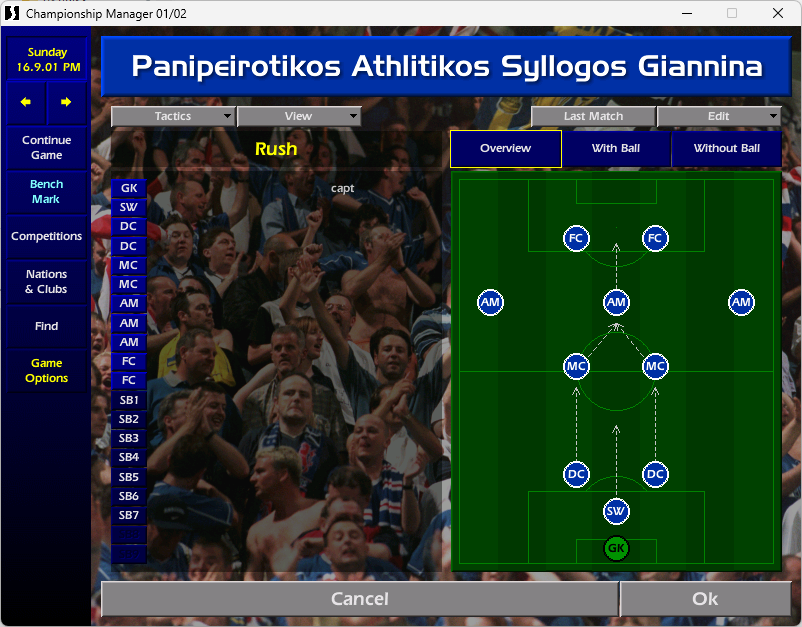 Championship Manager 01/02
Sunday
16.9.01 PM
Panipeirotikos Athlitikos Syllogos Giannina
Continue
Game
Bench
Mark
Competitions
Nations
& Clubs
Find
Game
Options
Tactics
View
Last Match
Edit
Rush
Overview
With Ball
Without Ball
GK
capt
SW
DC
DC
MC
MC
AM
AM
AM
FC
FC
SB1
SB2
SB3
SB4
SB5
SB6
SB7
FC
FC
AM
AM
AM
MC
MC
DC
DC
SW
GK
Cancel
Ok